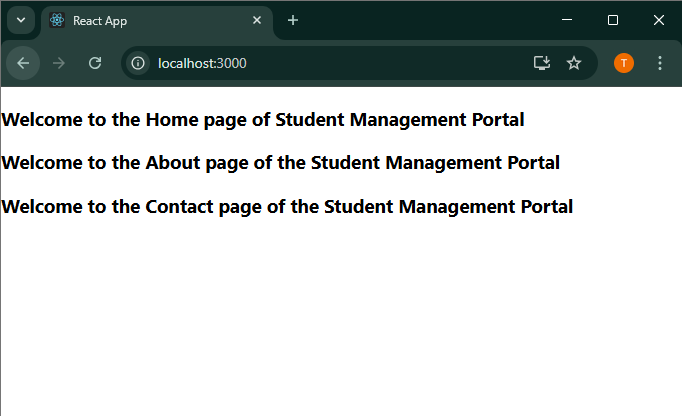 React App
localhost:3000
T
Welcome to the Home page of Student Management Portal
Welcome to the About page of the Student Management Portal
Welcome to the Contact page of the Student Management Portal